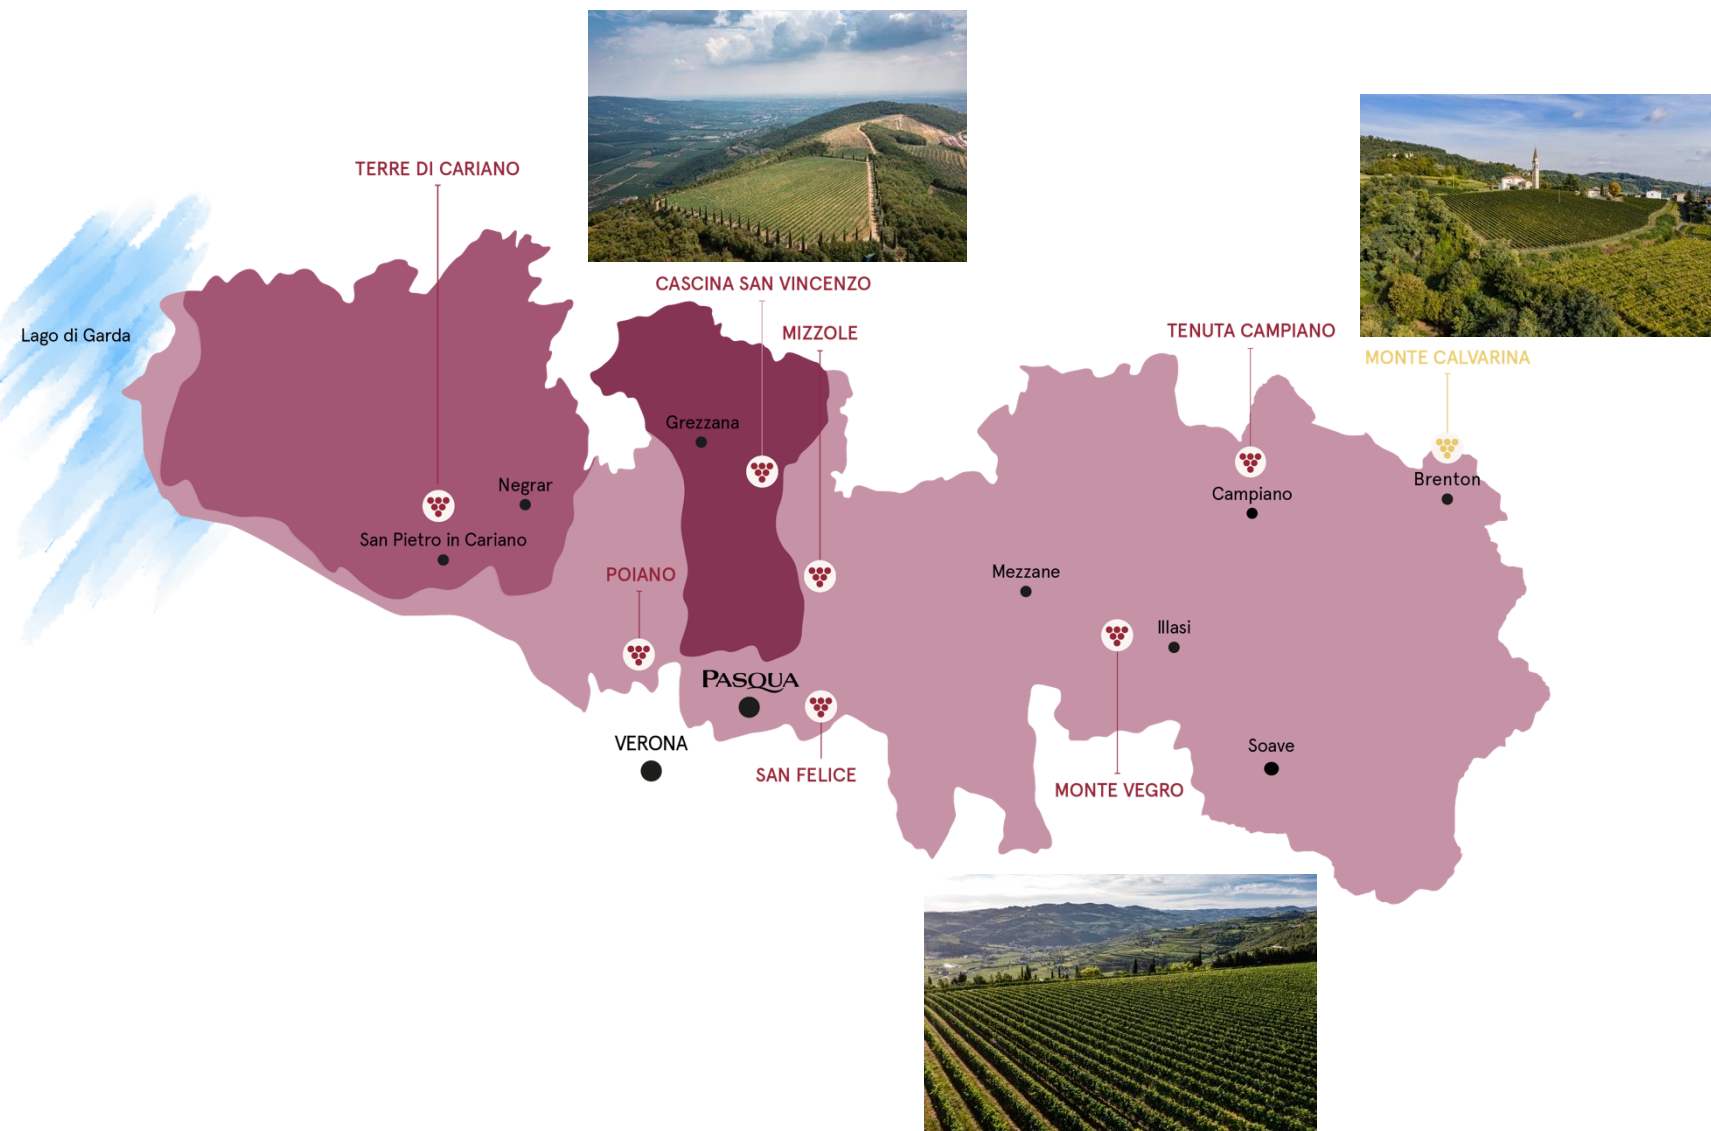 TERRE DI CARIANO
CASCINA SAN VINCENZO
MIZZOLE
TENUTA CAMPIANO
MONTE CALVARINA
Lago di Garda
Grezzana
Negrar
Brenton
Campiano
San Pietro in Cariano
POIANO
Mezzane
Illasi
PASQUA
VERONA
Soave
SAN FELICE
MONTE VEGRO